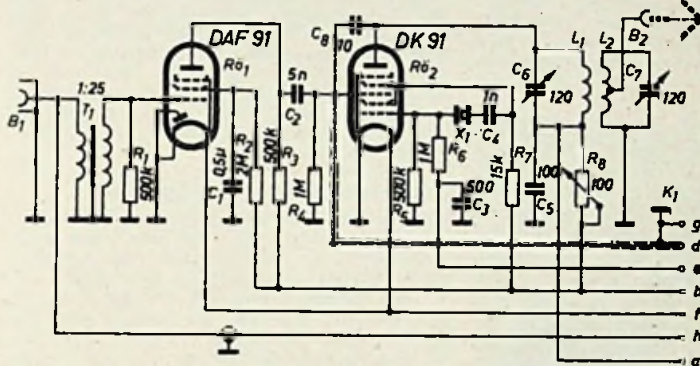 DAF 91
DK 91
C8
10
L1
L2
B2
Rö1
Rö2
C6
120
C7
120
1:25
T1
B1
5n
C2
1n
X1
C4
R1
500k
C1
0,5µ
R2
2M
R3
500k
R4
1M
R5
500k
R6
1M
C3
500
R7
15k
100
C5
R8
100
K1
g
d
e
b
f
h
a